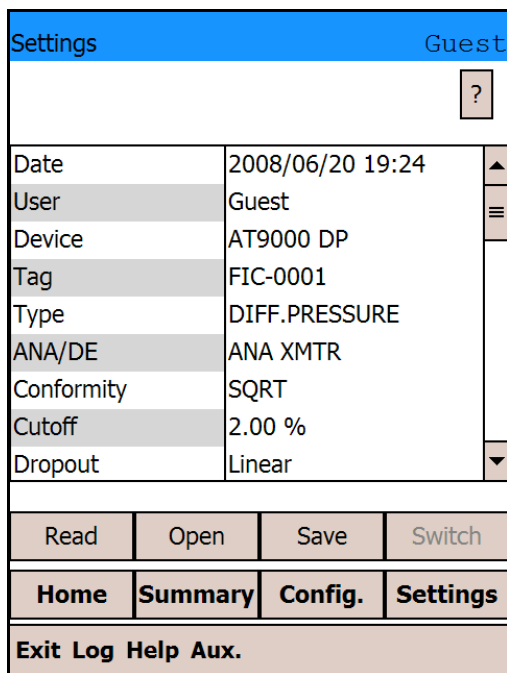 Settings Guest
?
Date 2008/06/20 19:24
User Guest
Device AT9000 DP
Tag FIC-0001
Type DIFF.PRESSURE
ANA/DE ANA XMTR
Conformity SQRT
Cutoff 2.00 %
Dropout Linear
Read Open Save Switch
Home Summary Config. Settings
Exit Log Help Aux.